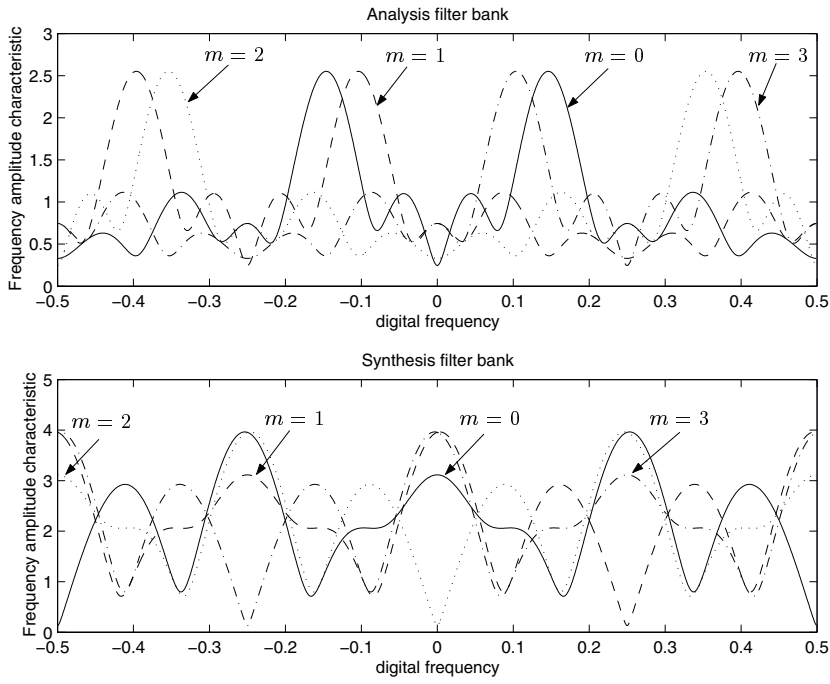 Analysis filter bank
Frequency amplitude characteristic
3
2.5
2
1.5
1
0.5
0
m = 2
m = 1
m = 0
m = 3
−0.5 −0.4 −0.3 −0.2 −0.1 0 0.1 0.2 0.3 0.4 0.5
digital frequency
Synthesis filter bank
Frequency amplitude characteristic
5
4
3
2
1
0
m = 2
m = 1
m = 0
m = 3
−0.5 −0.4 −0.3 −0.2 −0.1 0 0.1 0.2 0.3 0.4 0.5
digital frequency